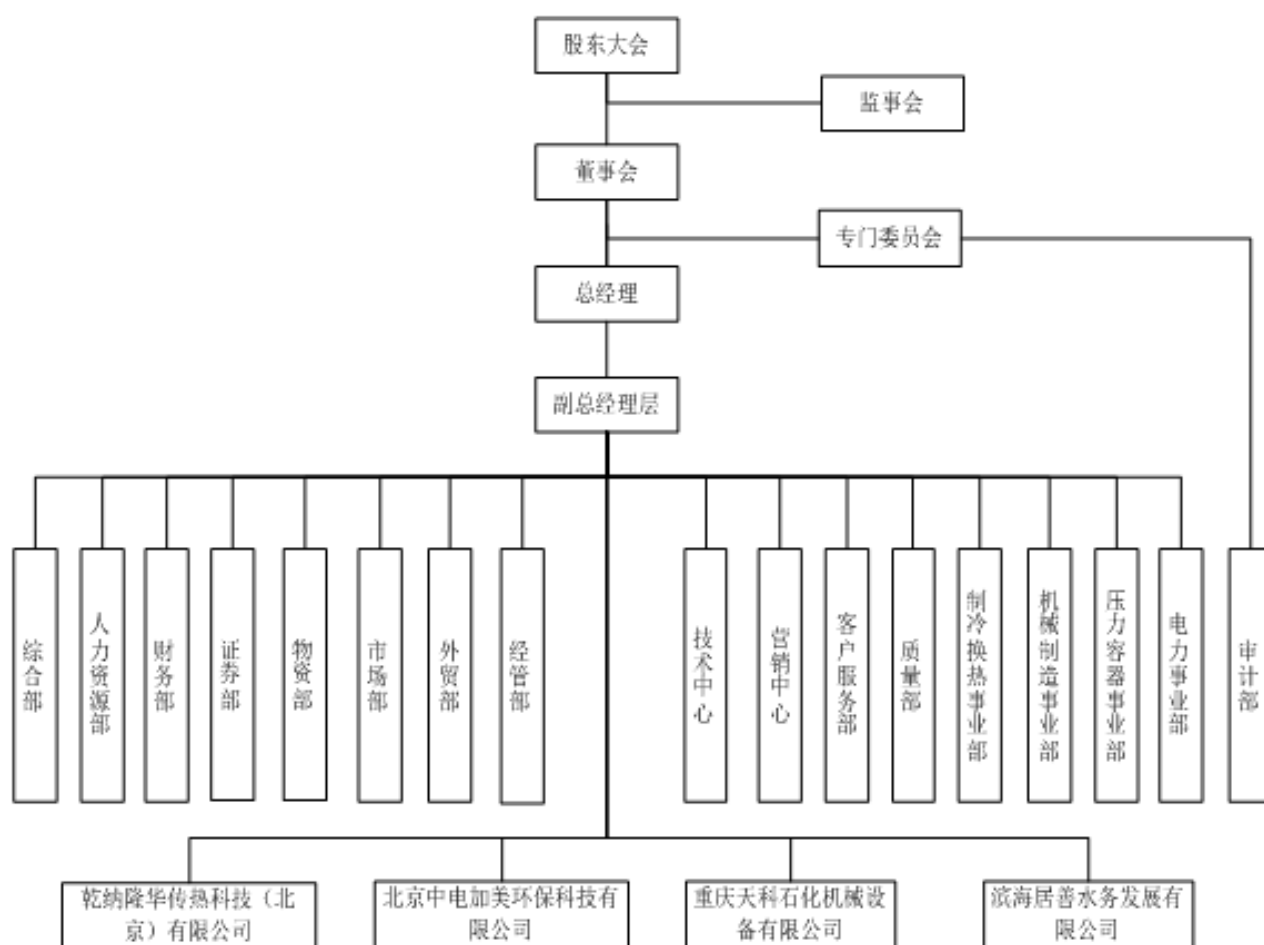 股东大会
监事会
董事会
专门委员会
总经理
副总经理层
综合部
人力资源部
财务部
证券部
物资部
市场部
外贸部
经管部
技术中心
营销中心
客户服务部
质量部
制冷换热事业部
机械制造事业部
压力容器事业部
电力事业部
审计部
乾纳隆华传热科技（北
京）有限公司
北京中电加美环保科技有
限公司
重庆天科石化机械设
备有限公司
滨海居善水务发展有
限公司